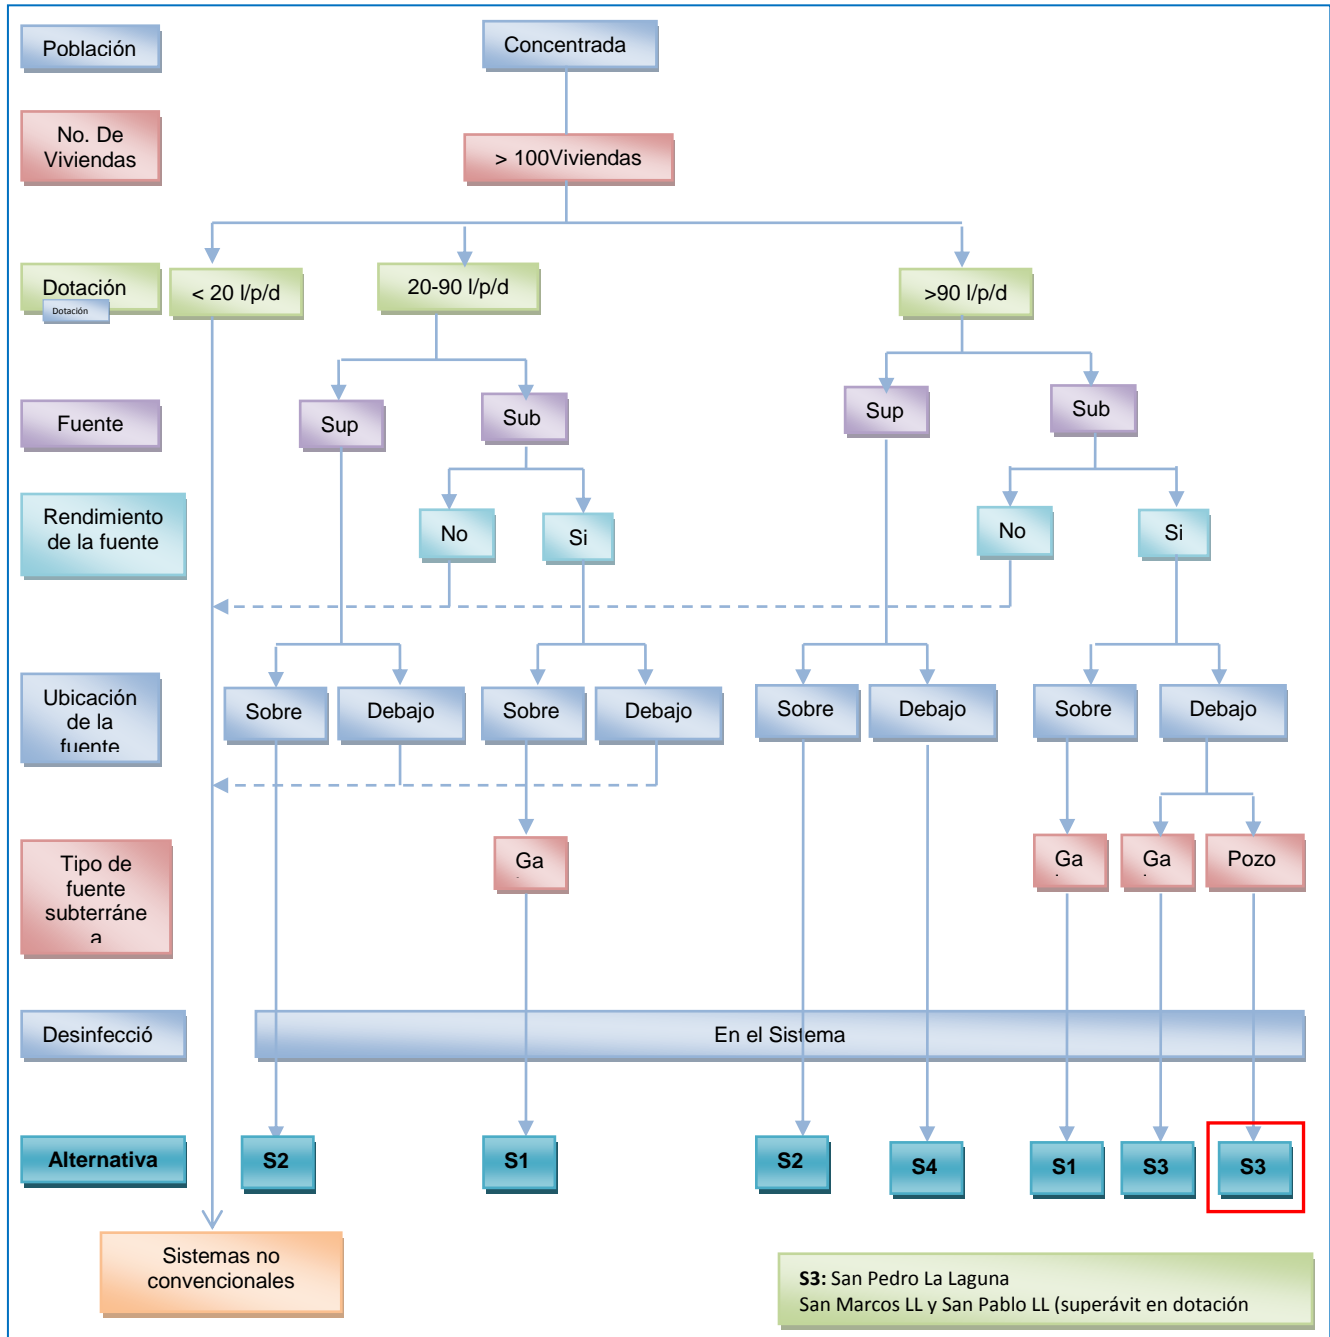 Población
Concentrada
No. De
Viviendas
> 100Viviendas
Dotación
Dotación
< 20 l/p/d
20-90 l/p/d
>90 l/p/d
Fuente
Sup
Sub
Sup
Sub
Rendimiento
de la fuente
No
Si
No
Si
Ubicación
de la
fuente
Sobre
Debajo
Sobre
Debajo
Sobre
Debajo
Sobre
Debajo
Tipo de
fuente
subterráne
a
Ga
Ga
Ga
Pozo
Desinfecció
En el Sistema
Alternativa
S2
S1
S2
S4
S1
S3
S3
Sistemas no
convencionales
S3: San Pedro La Laguna
San Marcos LL y San Pablo LL (superávit en dotación